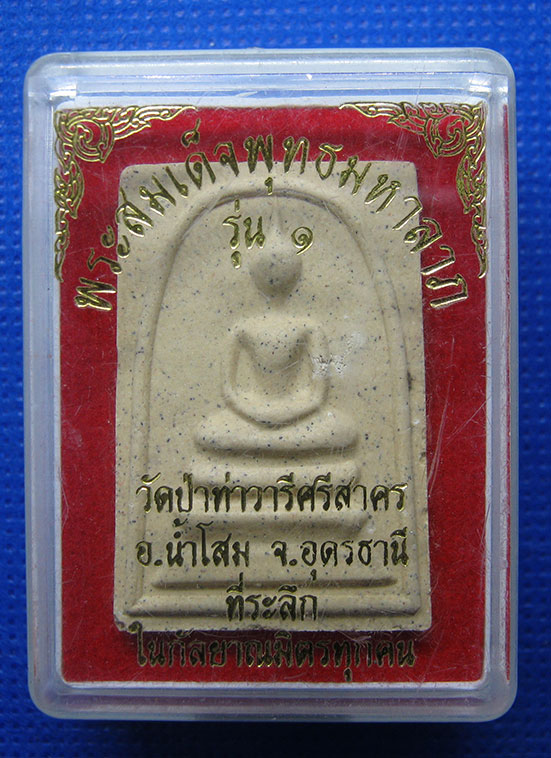 พระสมเด็จพุทธมหาลาภ
รุ่น ๑
วัดป่าท่าวารีศรีสาคร
อ.น้ำโสม จ.อุดรธานี
ที่ระลึก
ในกัลยาณมิตรทุกคน